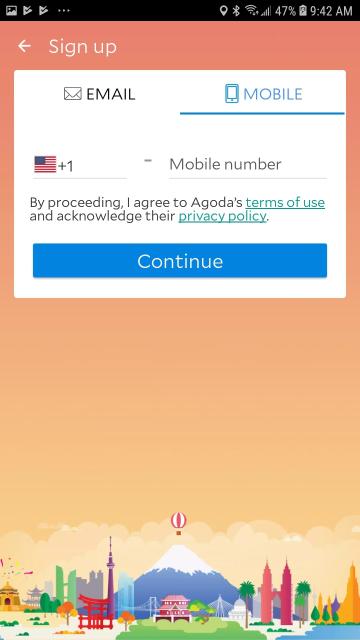 47% 9:42 AM
Sign up
EMAIL MOBILE
+1 - Mobile number
By proceeding, I agree to Agoda's terms of use
and acknowledge their privacy policy.
Continue